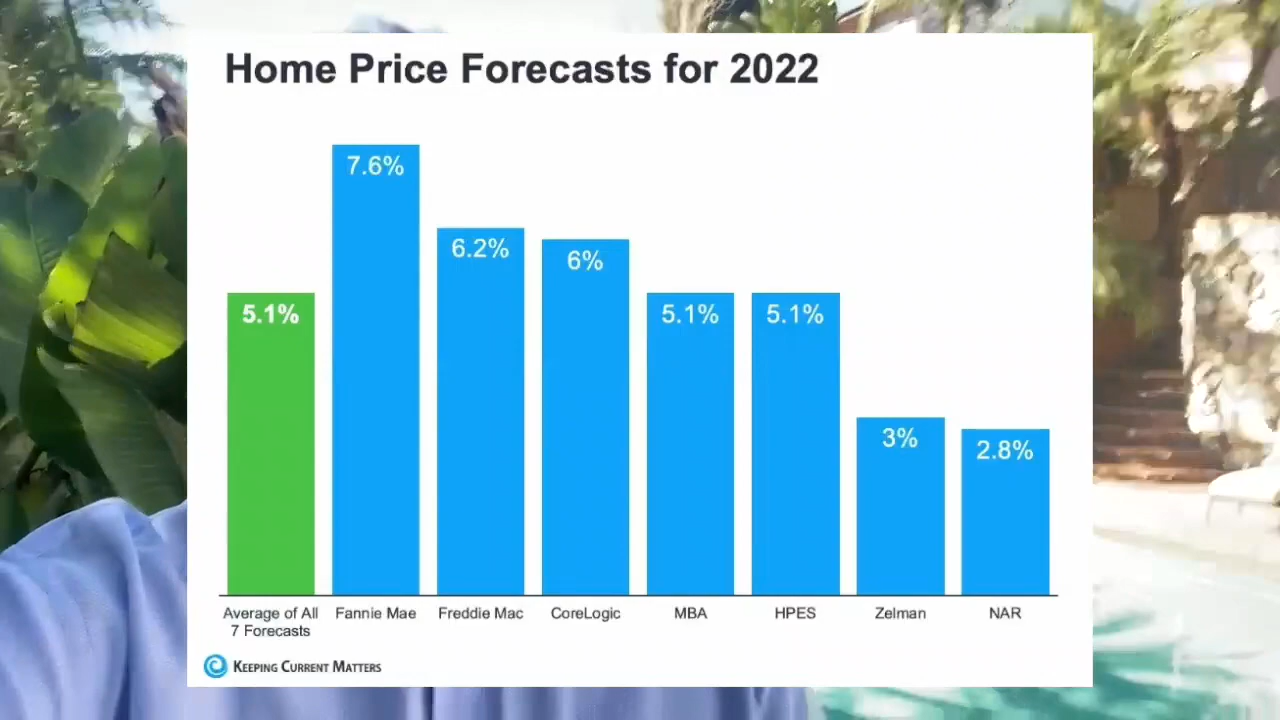 Home Price Forecasts for 2022
7.6%
6.2%
6%
5.1%
5.1%
5.1%
3%
2.8%
Average of All
7 Forecasts
Fannie Mae
Freddie Mac
CoreLogic
MBA
HPES
Zelman
NAR
KEEPING CURRENT MATTERS